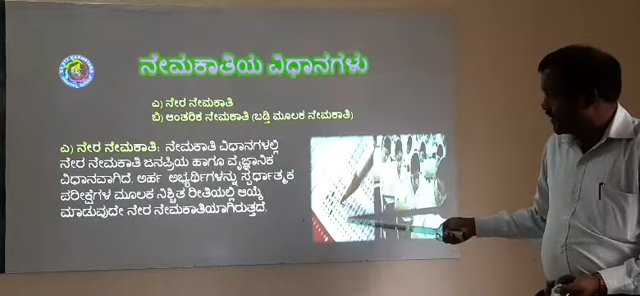 ನೇಮಕಾತಿಯ ವಿಧಾನಗಳು
ಎ) ನೇರ ನೇಮಕಾತಿ
ಬಿ) ಆಂತರಿಕ ನೇಮಕಾತಿ (ಬಡ್ತಿ ಮೂಲಕ ನೇಮಕಾತಿ)
ಎ) ನೇರ ನೇಮಕಾತಿ: ನೇಮಕಾತಿ ವಿಧಾನಗಳಲ್ಲಿ
ನೇರ ನೇಮಕಾತಿ ಜನಪ್ರಿಯ ಹಾಗೂ ವೈಜ್ಞಾನಿಕ
ವಿಧಾನವಾಗಿದೆ. ಅರ್ಹ ಅಭ್ಯರ್ಥಿಗಳನ್ನು ಸ್ಪರ್ಧಾತ್ಮಕ
ಪರೀಕ್ಷೆಗಳ ಮೂಲಕ ನಿಶ್ಚಿತ ರೀತಿಯಲ್ಲಿ ಆಯ್ಕೆ
ಮಾಡುವುದೇ ನೇರ ನೇಮಕಾತಿಯಾಗಿರುತ್ತದೆ.